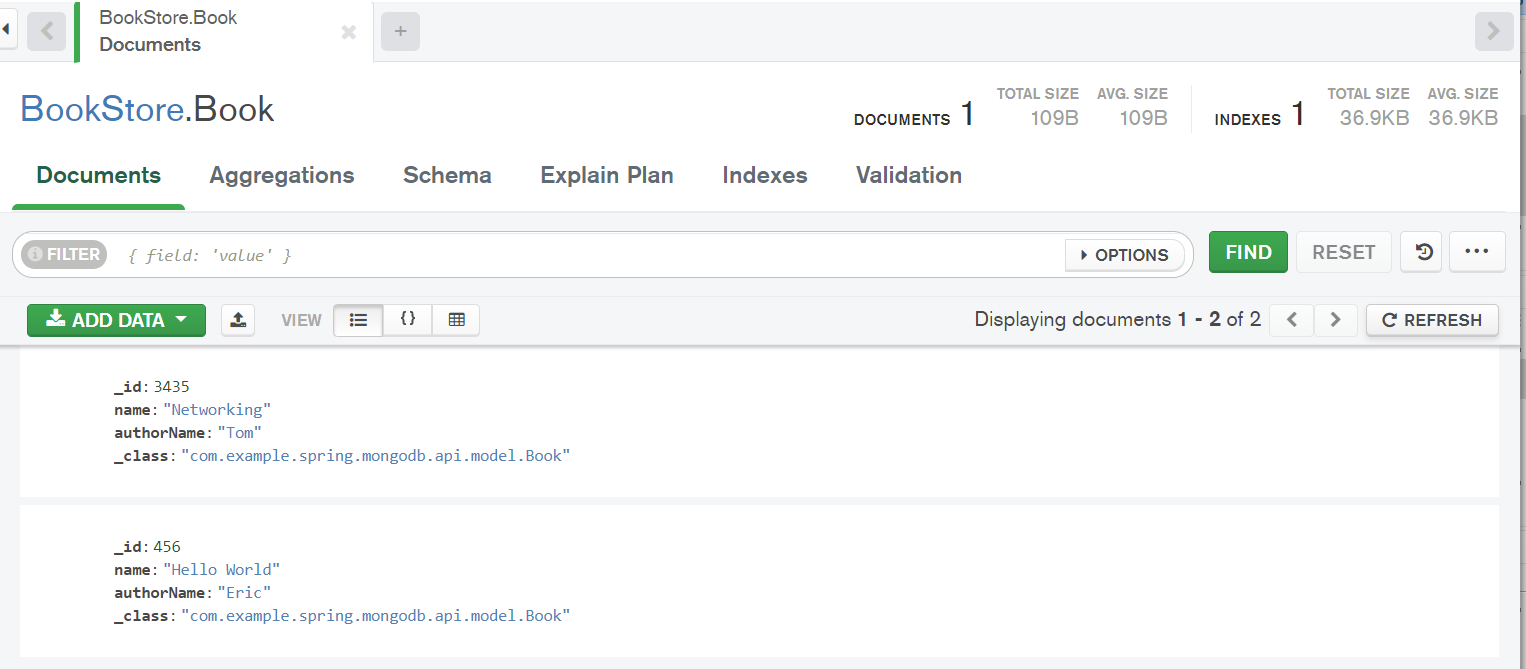 BookStore.Book
Documents
+
BookStore.Book
DOCUMENTS 1 TOTAL SIZE 109B AVG. SIZE 109B
INDEXES 1 TOTAL SIZE 36.9KB AVG. SIZE 36.9KB
Documents Aggregations Schema Explain Plan Indexes Validation
FILTER { field: 'value' } OPTIONS FIND RESET ···
ADD DATA VIEW {} Displaying documents 1 - 2 of 2 REFRESH
_id: 3435
name: "Networking"
authorName: "Tom"
_class: "com.example.spring.mongodb.api.model.Book"
_id: 456
name: "Hello World"
authorName: "Eric"
_class: "com.example.spring.mongodb.api.model.Book"